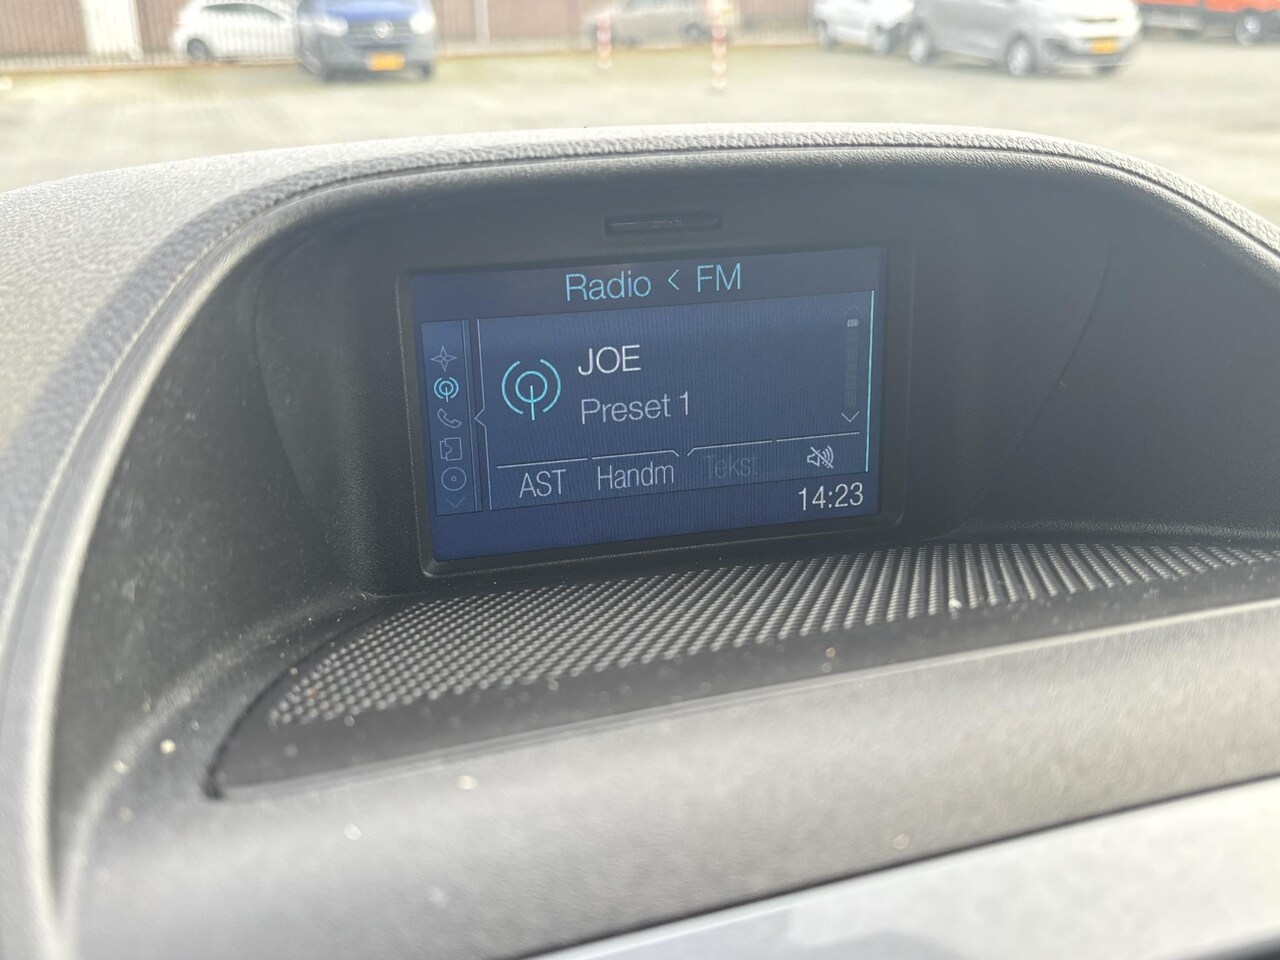 Radio < FM
JOE
Preset 1
AST Handm Tekst
14:23